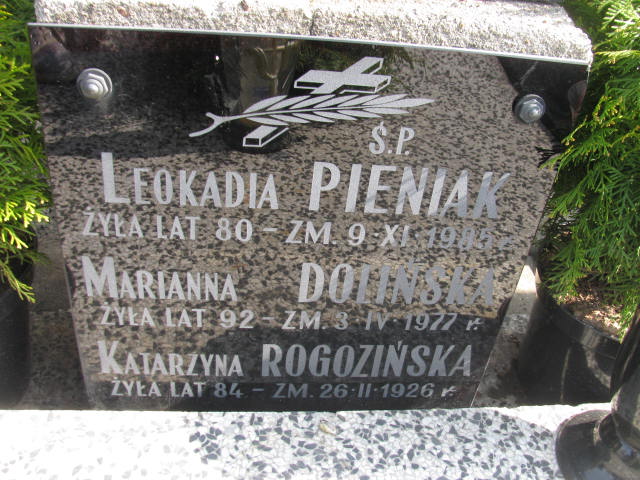 Ś.P.
LEOKADIA PIENIAK
ŻYŁA LAT 80 - ZM. 9·XI·1985 r.
MARIANNA DOLIŃSKA
ŻYŁA LAT 92 - ZM. 3·IV·1977 r.
KATARZYNA ROGOZIŃSKA
ŻYŁA LAT 84 - ZM. 26·II·1926 r.